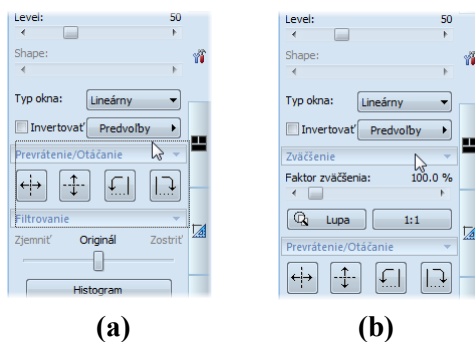 Level: 50
Shape:
Typ okna: Lineárny
Invertovať Predvoľby
Prevrátenie/Otáčanie
Filtrovanie
Zjemniť Originál Zostriť
Histogram
(a)
Level: 50
Shape:
Typ okna: Lineárny
Invertovať Predvoľby
Zväčšenie
Faktor zväčšenia: 100.0 %
Lupa 1:1
Prevrátenie/Otáčanie
(b)